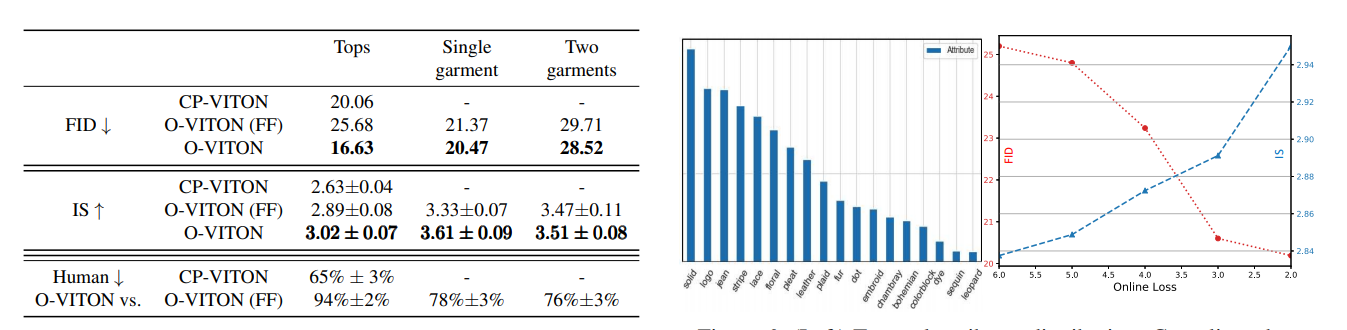 Tops Single Two
garment garments
CP-VITON 20.06 - -
FID ↓ O-VITON (FF) 25.68 21.37 29.71
O-VITON 16.63 20.47 28.52
CP-VITON 2.63±0.04 - -
IS ↑ O-VITON (FF) 2.89±0.08 3.33±0.07 3.47±0.11
O-VITON 3.02 ± 0.07 3.61 ± 0.09 3.51 ± 0.08
Human ↓ CP-VITON 65% ± 3% - -
O-VITON vs. O-VITON (FF) 94%±2% 78%±3% 76%±3%
Attribute
solid
logo
jean
stripe
lace
floral
pleat
leather
plaid
fur
dot
embroid
chambray
bohemian
colorblock
dye
sequin
leopard
25
24
23
22
21
20
FID
6.0 5.5 5.0 4.5 4.0 3.5 3.0 2.5 2.0
Online Loss
IS
2.94
2.92
2.90
2.88
2.86
2.84